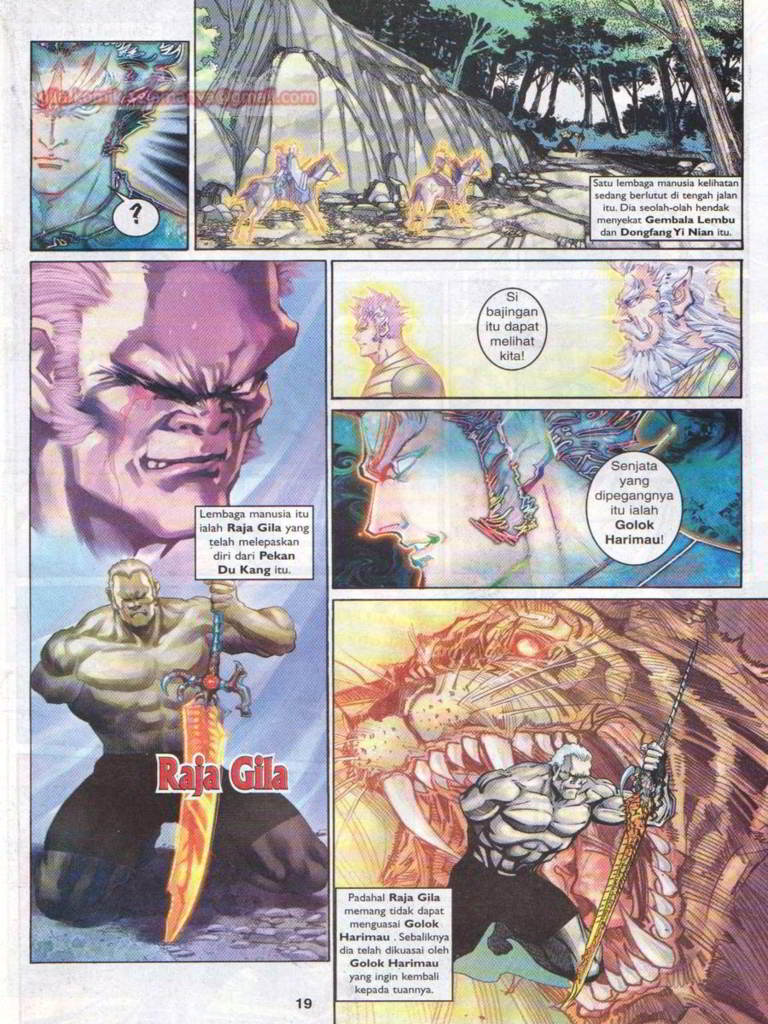 ?
Satu lembaga manusia kelihatan
sedang berlutut di tengah jalan
itu. Dia seolah-olah hendak
menyekat Gembala Lembu
dan Dongfang Yi Nian itu.
Si
bajingan
itu dapat
melihat
kita!
Lembaga manusia itu
ialah Raja Gila yang
telah melepaskan
diri dari Pekan
Du Kang itu.
Senjata
yang
dipegangnya
itu ialah
Golok
Harimau!
Raja Gila
Padahal Raja Gila
memang tidak dapat
menguasai Golok
Harimau . Sebaliknya
dia telah dikuasai oleh
Golok Harimau
yang ingin kembali
kepada tuannya.
19